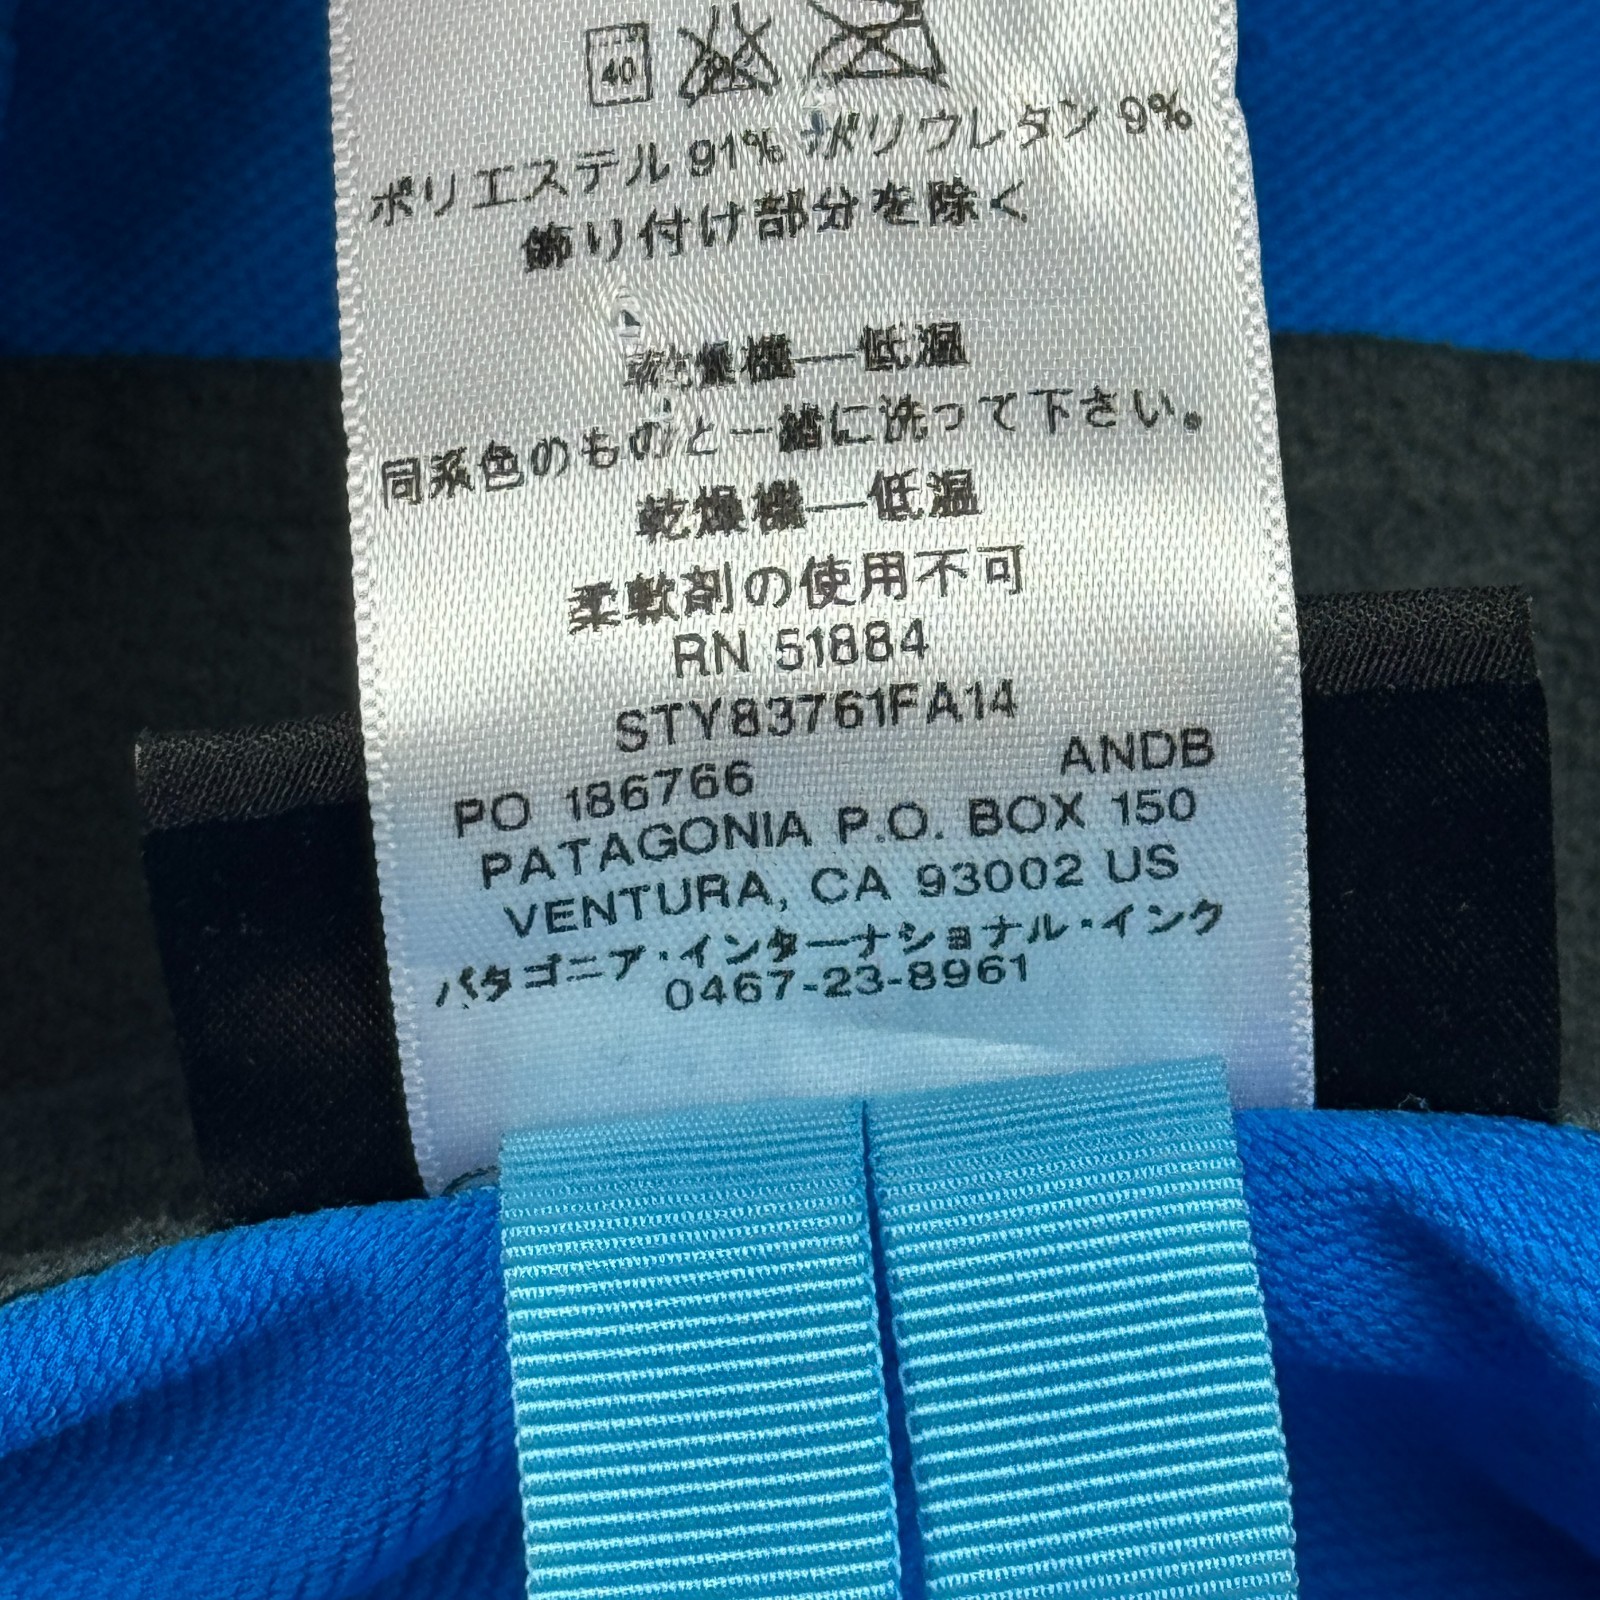 40
ポリエステル 91% ポリウレタン 9%
飾り付け部分を除く
乾燥機—低温
同系色のものと一緒に洗って下さい。
乾燥機—低温
柔軟剤の使用不可
RN 51884
STY83761FA14
PO 186766 ANDB
PATAGONIA P.O. BOX 150
VENTURA, CA 93002 US
パタゴニア・インターナショナル・インク
0467-23-8961